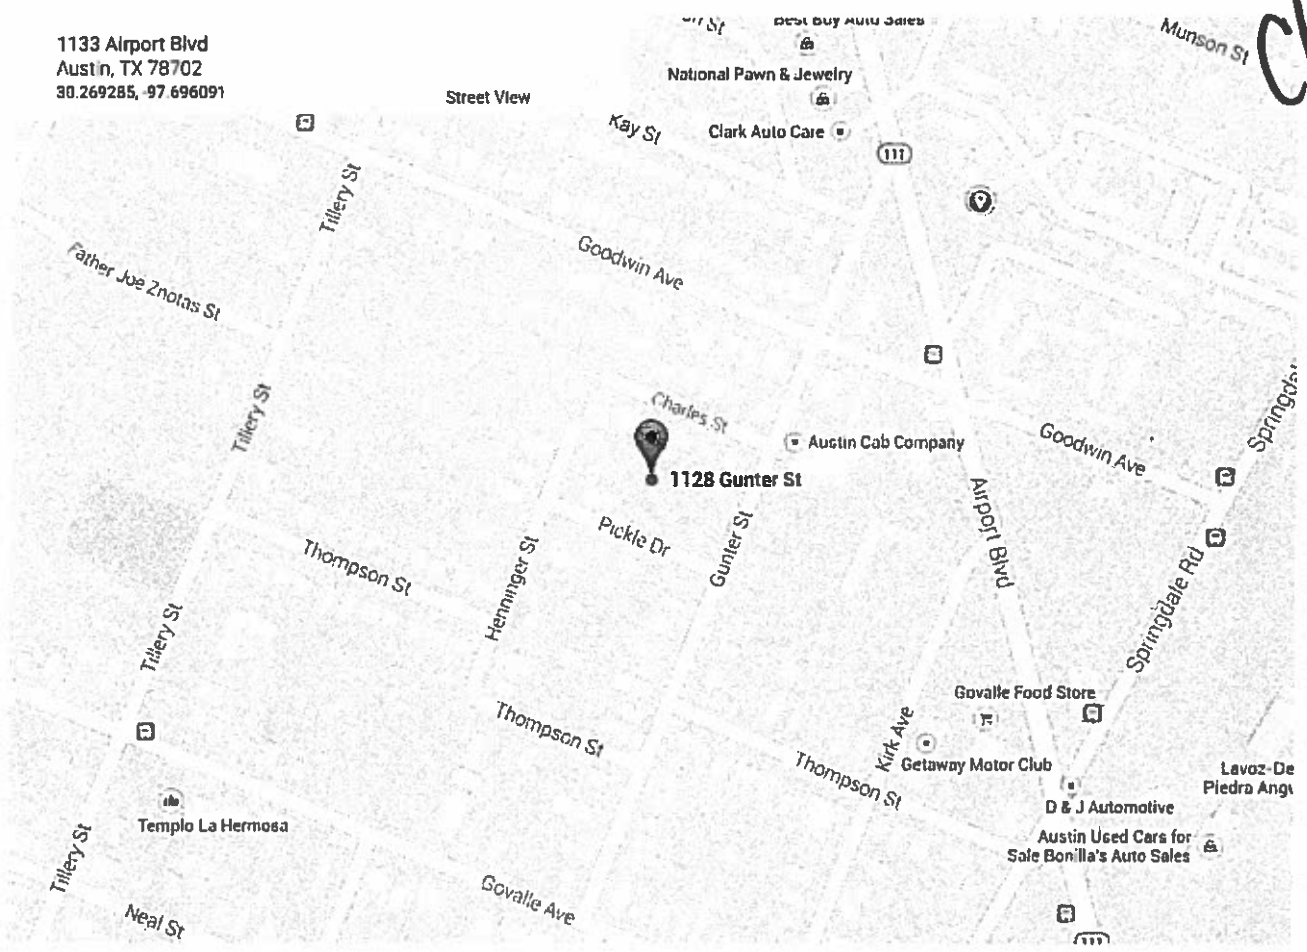 1133 Airport Blvd
Austin, TX 78702
30.269285, -97.696091
Street View
Best Buy Auto Sales
National Pawn & Jewelry
Clark Auto Care
111
Munson St
Kay St
Tillery St
Goodwin Ave
Father Joe Znotas St
Tillery St
Charles St
Austin Cab Company
Goodwin Ave
Springdale
1128 Gunter St
Pickle Dr
Gunter St
Airport Blvd
Thompson St
Henninger St
Springdale Rd
Tillery St
Govalle Food Store
Thompson St
Kirk Ave
Getaway Motor Club
Thompson St
Lavoz-De
Piedra Angu
D & J Automotive
Templo La Hermosa
Austin Used Cars for
Sale Bonilla's Auto Sales
Tillery St
Govalle Ave
Neal St
111